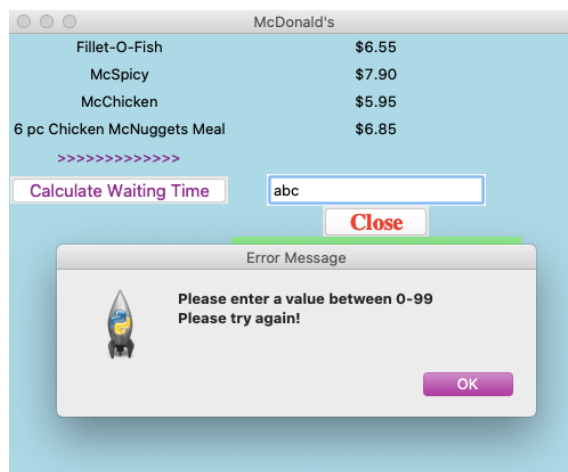 McDonald's
Fillet-O-Fish $6.55
McSpicy $7.90
McChicken $5.95
6 pc Chicken McNuggets Meal $6.85
>>>>>>>>>>>>>
Calculate Waiting Time abc
Close
Error Message
Please enter a value between 0-99
Please try again!
OK